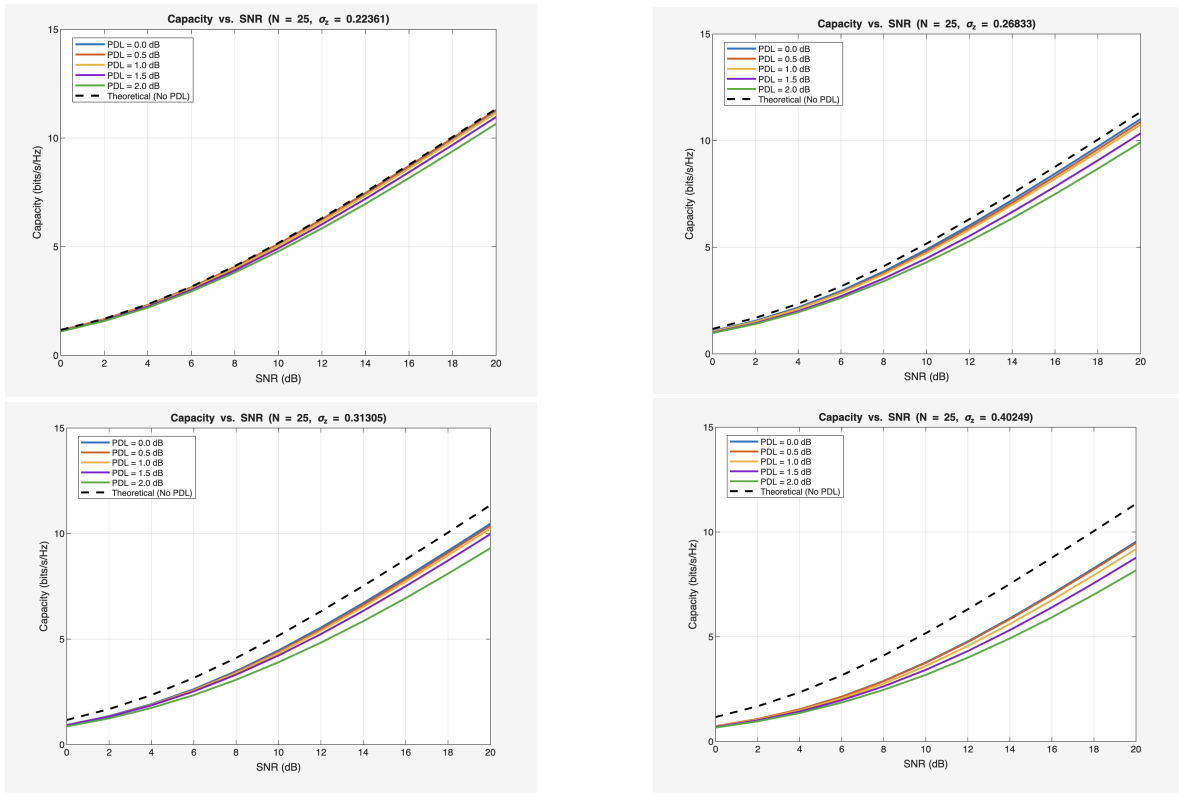 Capacity vs. SNR (N = 25, σz = 0.22361)
PDL = 0.0 dB
PDL = 0.5 dB
PDL = 1.0 dB
PDL = 1.5 dB
PDL = 2.0 dB
Theoretical (No PDL)
15
10
5
0
Capacity (bits/s/Hz)
0 2 4 6 8 10 12 14 16 18 20
SNR (dB)
Capacity vs. SNR (N = 25, σz = 0.26833)
PDL = 0.0 dB
PDL = 0.5 dB
PDL = 1.0 dB
PDL = 1.5 dB
PDL = 2.0 dB
Theoretical (No PDL)
15
10
5
0
Capacity (bits/s/Hz)
0 2 4 6 8 10 12 14 16 18 20
SNR (dB)
Capacity vs. SNR (N = 25, σz = 0.31305)
PDL = 0.0 dB
PDL = 0.5 dB
PDL = 1.0 dB
PDL = 1.5 dB
PDL = 2.0 dB
Theoretical (No PDL)
15
10
5
0
Capacity (bits/s/Hz)
0 2 4 6 8 10 12 14 16 18 20
SNR (dB)
Capacity vs. SNR (N = 25, σz = 0.40249)
PDL = 0.0 dB
PDL = 0.5 dB
PDL = 1.0 dB
PDL = 1.5 dB
PDL = 2.0 dB
Theoretical (No PDL)
15
10
5
0
Capacity (bits/s/Hz)
0 2 4 6 8 10 12 14 16 18 20
SNR (dB)